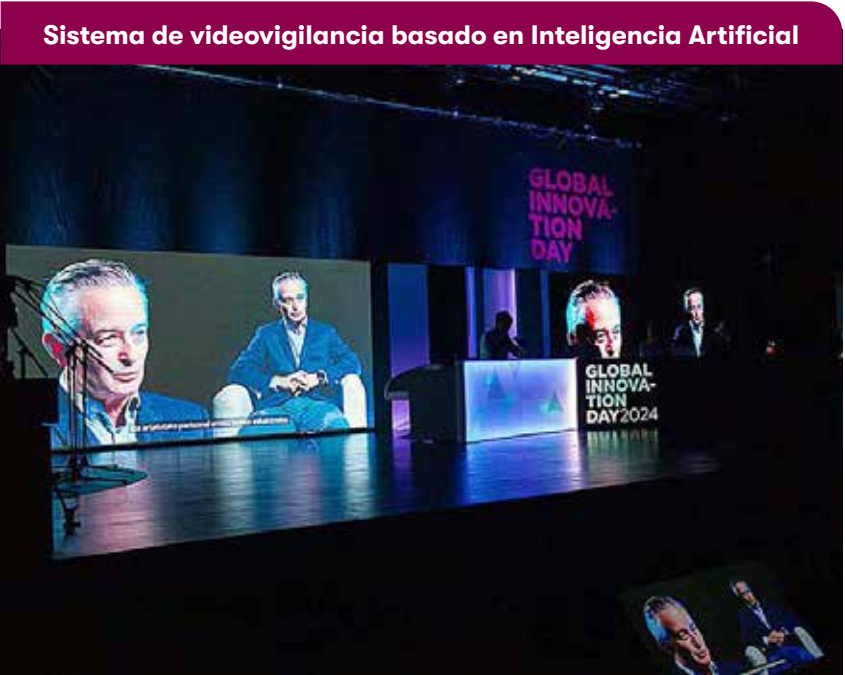 Sistema de videovigilancia basado en Inteligencia Artificial
GLOBAL
INNOVA-
TION
DAY
GLOBAL
INNOVA-
TION
DAY2024